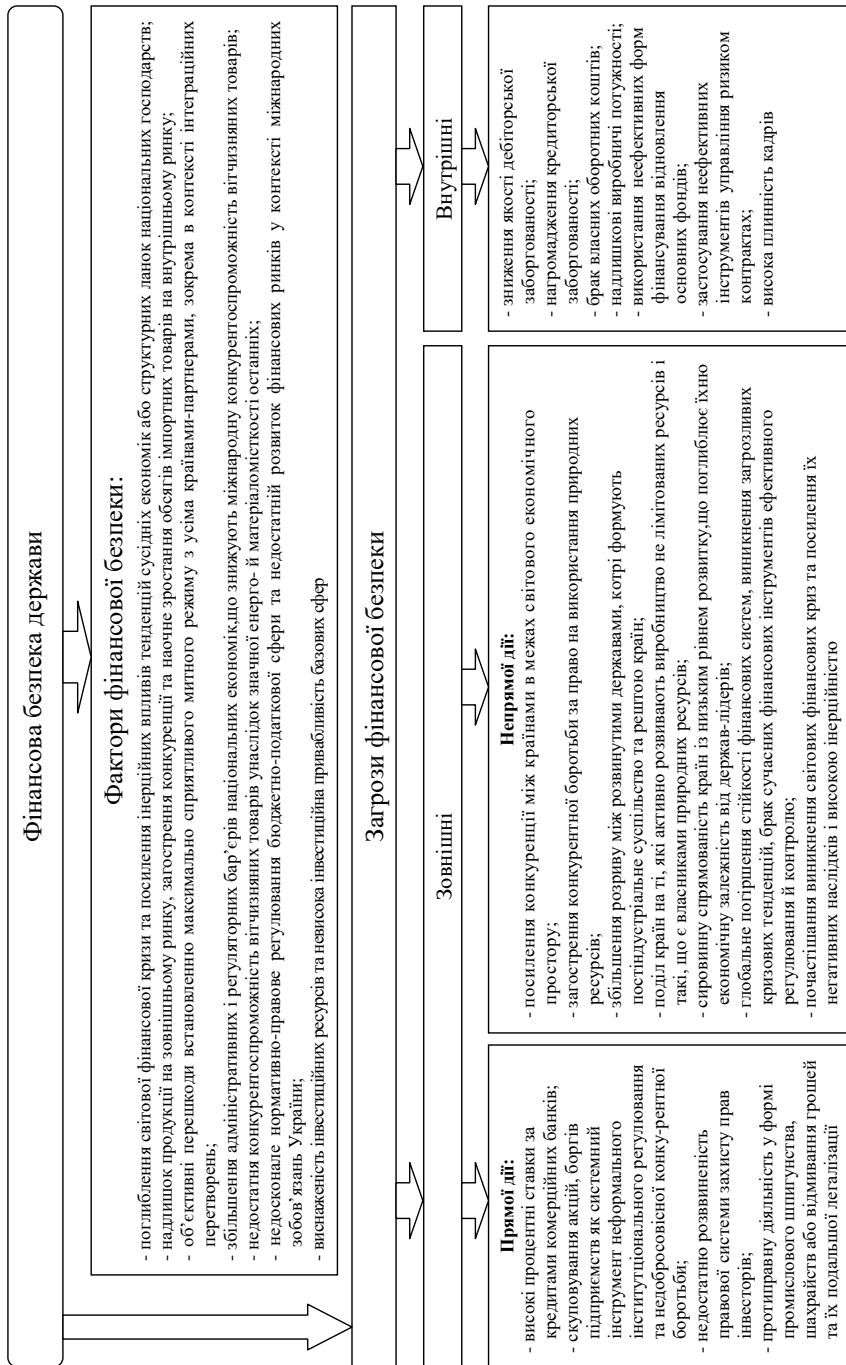 Фінансова безпека держави
Фактори фінансової безпеки:
- поглиблення світової фінансової кризи та посилення інерційних впливів тенденцій сусідніх економік або структурних ланок національних господарств;
- надлишок продукції на зовнішньому ринку, загострення конкуренції та наочне зростання обсягів імпортних товарів на внутрішньому ринку;
- об’єктивні перешкоди встановленню максимально сприятливого митного режиму з усіма країнами-партнерами, зокрема в контексті інтеграційних
перетворень;
- збільшення адміністративних і регуляторних бар’єрів національних економік,що знижують міжнародну конкурентоспроможність вітчизняних товарів;
- недостатня конкурентоспроможність вітчизняних товарів унаслідок значної енерго- й матеріаломісткості останніх;
- недосконале нормативно-правове регулювання бюджетно-податкової сфери та недостатній розвиток фінансових ринків у контексті міжнародних
зобов’язань України;
- виснаженість інвестиційних ресурсів та невисока інвестиційна привабливість базових сфер
Загрози фінансової безпеки
Зовнішні
Внутрішні
Прямої дії:
- високі процентні ставки за
кредитами комерційних банків;
- скуповування акцій, боргів
підприємств як системний
інструмент неформального
інституціонального регулювання
та недобросовісної конку-рентної
боротьби;
- недостатню розввиненість
правової системи захисту прав
інвесторів;
- протиправну діяльність у формі
промислового шпигунства,
шахрайств або відмивання грошей
та їх подальшої легалізації
Непрямої дії:
- посилення конкуренції між країнами в межах світового економічного
простору;
- загострення конкурентної боротьби за право на використання природних
ресурсів;
- збільшення розриву між розвинутими державами, котрі формують
постіндустріальне суспільство та рештою країн;
- поділ країн на ті, які активно розвивають виробництво не лімітованих ресурсів і
такі, що є власниками природних ресурсів;
- сировинну спрямованість країн із низьким рівнем розвитку,що поглиблює їхню
економічну залежність від держав-лідерів;
- глобальне погіршення стійкості фінансових систем, виникнення загрозливих
кризових тенденцій, брак сучасних фінансових інструментів ефективного
регулювання й контролю;
- почастішання виникнення світових фінансових криз та посилення їх
негативних наслідків і високою інерційністю
- зниження якості дебіторської
заборгованості;
- нагромадження кредиторської
заборгованості;
- брак власних оборотних коштів;
- надлишкові виробничі потужності;
- використання неефективних форм
фінансування відновлення
основних фондів;
- застосування неефективних
інструментів управління ризиком
контрактах;
- висока плинність кадрів